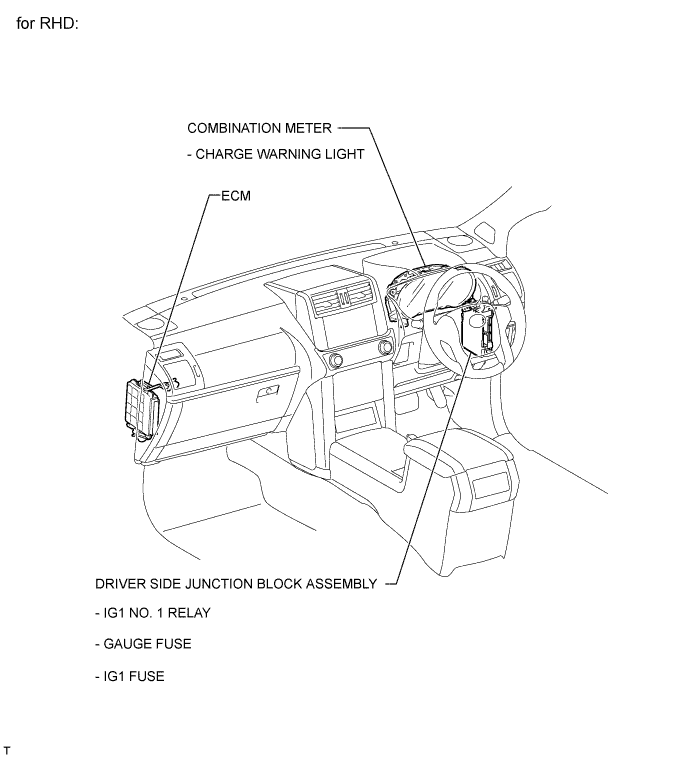 for RHD:
COMBINATION METER
- CHARGE WARNING LIGHT
ECM
DRIVER SIDE JUNCTION BLOCK ASSEMBLY
- IG1 NO. 1 RELAY
- GAUGE FUSE
- IG1 FUSE
T